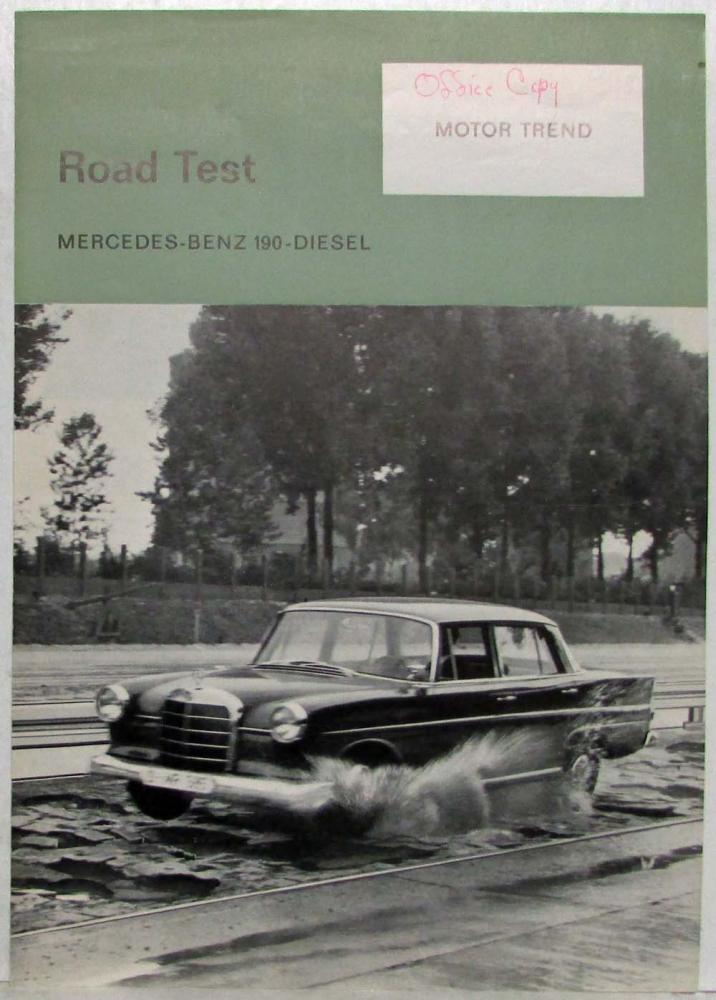 Office Copy
MOTOR TREND
Road Test
MERCEDES-BENZ 190-DIESEL